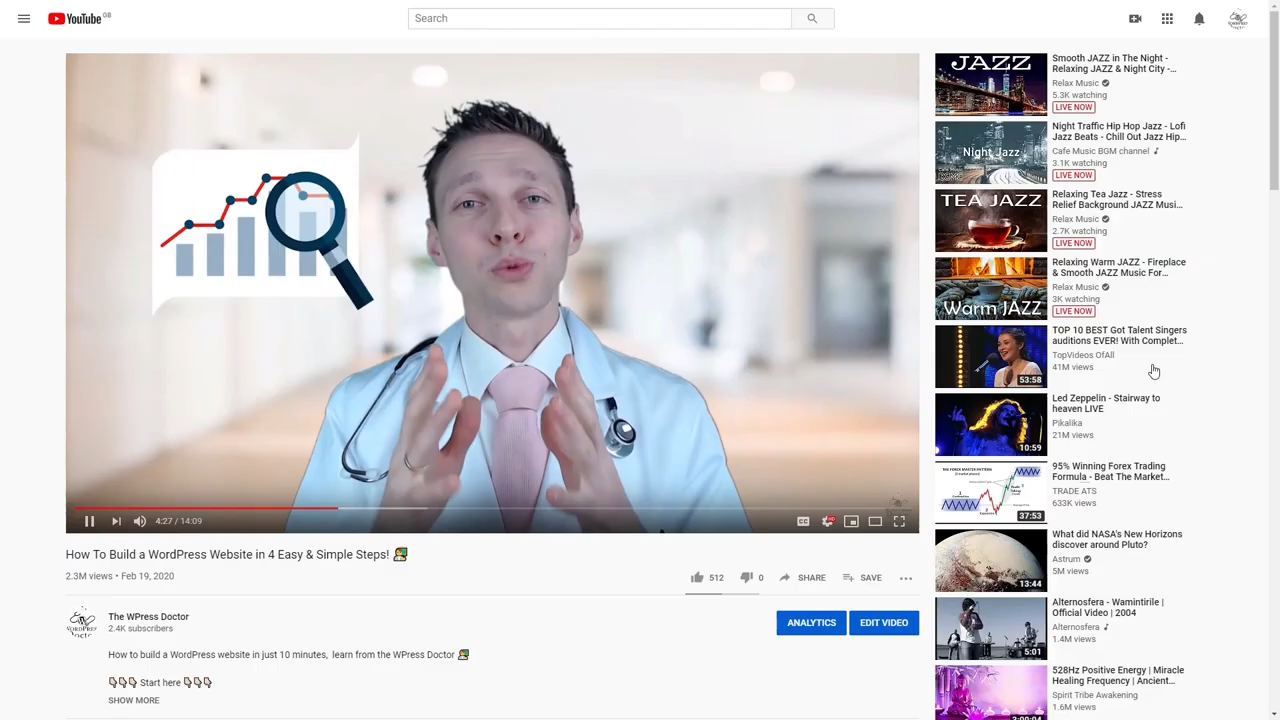 YouTube GB
Search
JAZZ
Smooth JAZZ in The Night -
Relaxing JAZZ & Night City -...
Relax Music
5.3K watching
LIVE NOW
Night Jazz
Night Traffic Hip Hop Jazz - Lofi
Jazz Beats - Chill Out Jazz Hip...
Cafe Music BGM channel
3.1K watching
LIVE NOW
TEA JAZZ
Relaxing Tea Jazz - Stress
Relief Background JAZZ Musi...
Relax Music
2.7K watching
LIVE NOW
Warm JAZZ
Relaxing Warm JAZZ - Fireplace
& Smooth JAZZ Music For...
Relax Music
3K watching
LIVE NOW
53:58
TOP 10 BEST Got Talent Singers
auditions EVER! With Complet...
TopVideos OfAll
41M views
10:59
Led Zeppelin - Stairway to
heaven LIVE
Pikalika
21M views
37:53
95% Winning Forex Trading
Formula - Beat The Market...
TRADE ATS
633K views
13:44
What did NASA's New Horizons
discover around Pluto?
Astrum
5M views
5:01
Alternosfera - Wamintirile |
Official Video | 2004
Alternosfera
1.4M views
3:00:04
528Hz Positive Energy | Miracle
Healing Frequency | Ancient...
Spirit Tribe Awakening
1.6M views
4:27 / 14:09
CC
HD
How To Build a WordPress Website in 4 Easy & Simple Steps!
2.3M views • Feb 19, 2020
512
0
SHARE
SAVE
The WPress Doctor
2.4K subscribers
ANALYTICS
EDIT VIDEO
How to build a WordPress website in just 10 minutes, learn from the WPress Doctor
Start here
SHOW MORE